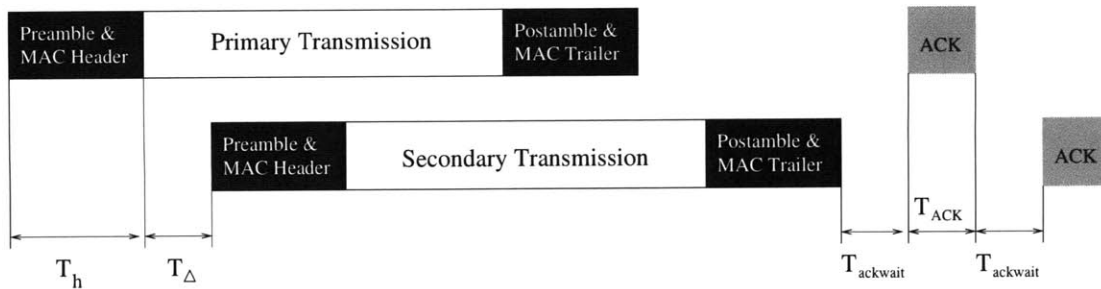 Preamble &
MAC Header
Primary Transmission
Postamble &
MAC Trailer
ACK
Preamble &
MAC Header
Secondary Transmission
Postamble &
MAC Trailer
ACK
T_h
T_△
T_ackwait
T_ACK
T_ackwait